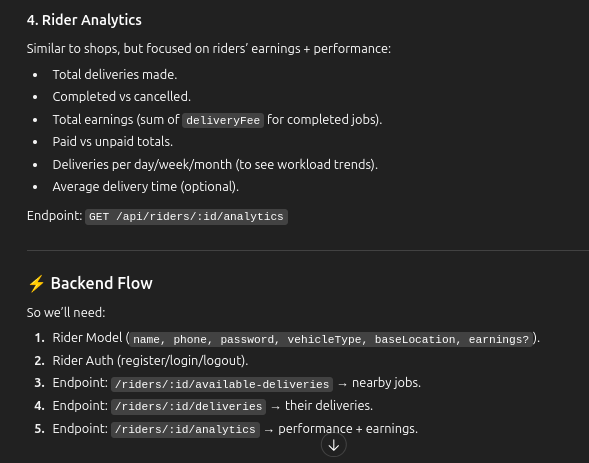 4. Rider Analytics
Similar to shops, but focused on riders’ earnings + performance:
• Total deliveries made.
• Completed vs cancelled.
• Total earnings (sum of deliveryFee for completed jobs).
• Paid vs unpaid totals.
• Deliveries per day/week/month (to see workload trends).
• Average delivery time (optional).
Endpoint: GET /api/riders/:id/analytics
⚡ Backend Flow
So we’ll need:
1. Rider Model (name, phone, password, vehicleType, baseLocation, earnings?).
2. Rider Auth (register/login/logout).
3. Endpoint: /riders/:id/available-deliveries → nearby jobs.
4. Endpoint: /riders/:id/deliveries → their deliveries.
5. Endpoint: /riders/:id/analytics → performance + earnings.